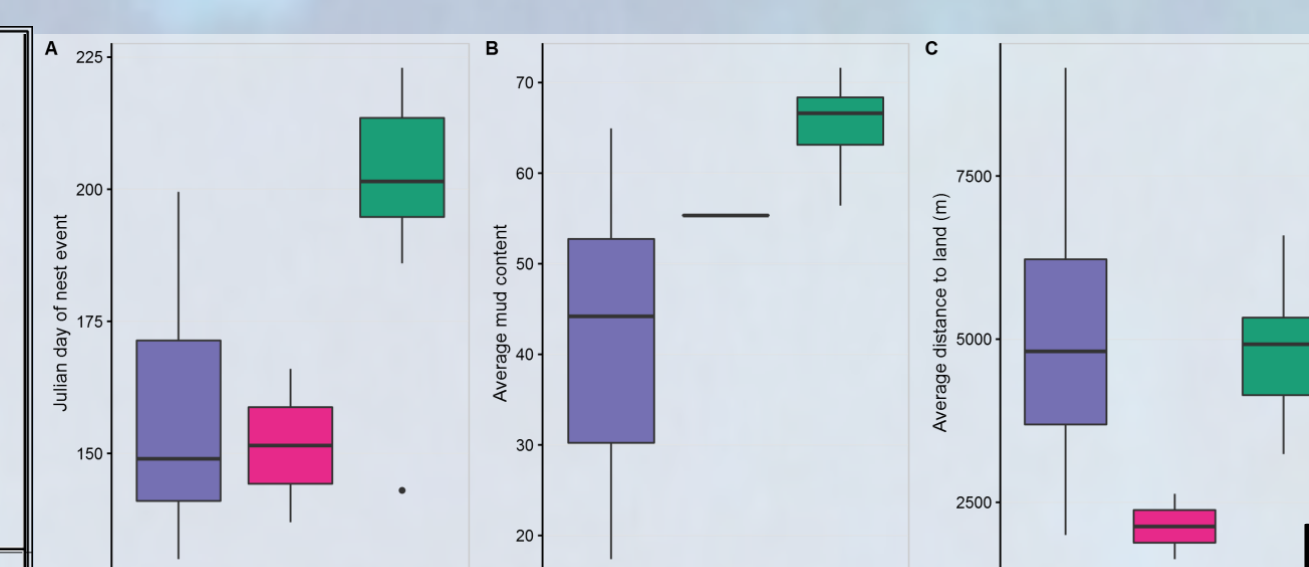 A
225
200
175
150
Julian day of nest event
B
70
60
50
40
30
20
Average mud content
C
7500
5000
2500
Average distance to land (m)